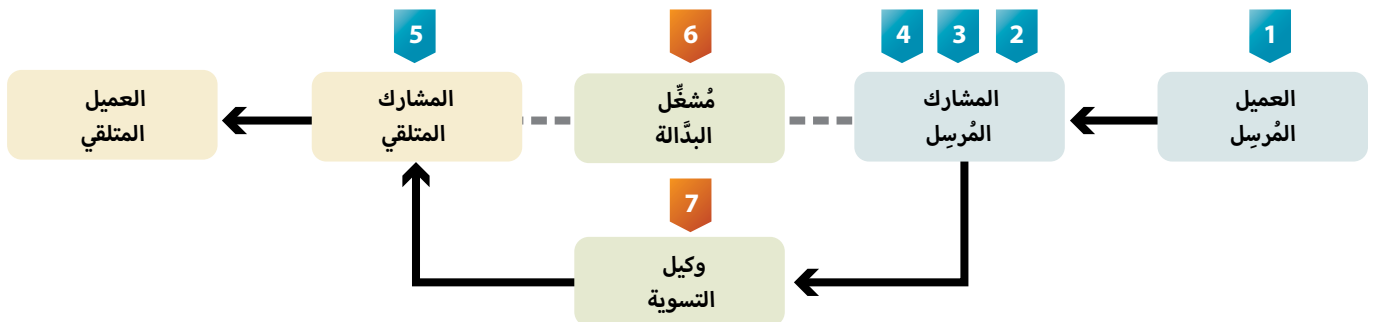 1
2
3
4
6
5
العميل
المُرسِل
المشارك
المُرسِل
مُشغِّل
البدَّالة
المشارك
المتلقي
العميل
المتلقي
7
وكيل
التسوية